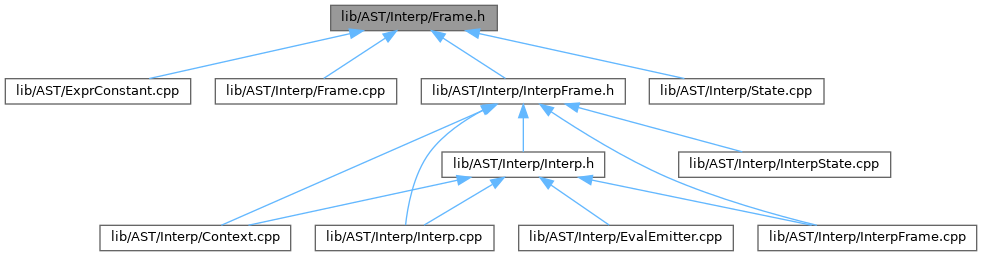 lib/AST/Interp/Frame.h
lib/AST/ExprConstant.cpp
lib/AST/Interp/Frame.cpp
lib/AST/Interp/InterpFrame.h
lib/AST/Interp/State.cpp
lib/AST/Interp/Interp.h
lib/AST/Interp/InterpState.cpp
lib/AST/Interp/Context.cpp
lib/AST/Interp/Interp.cpp
lib/AST/Interp/EvalEmitter.cpp
lib/AST/Interp/InterpFrame.cpp